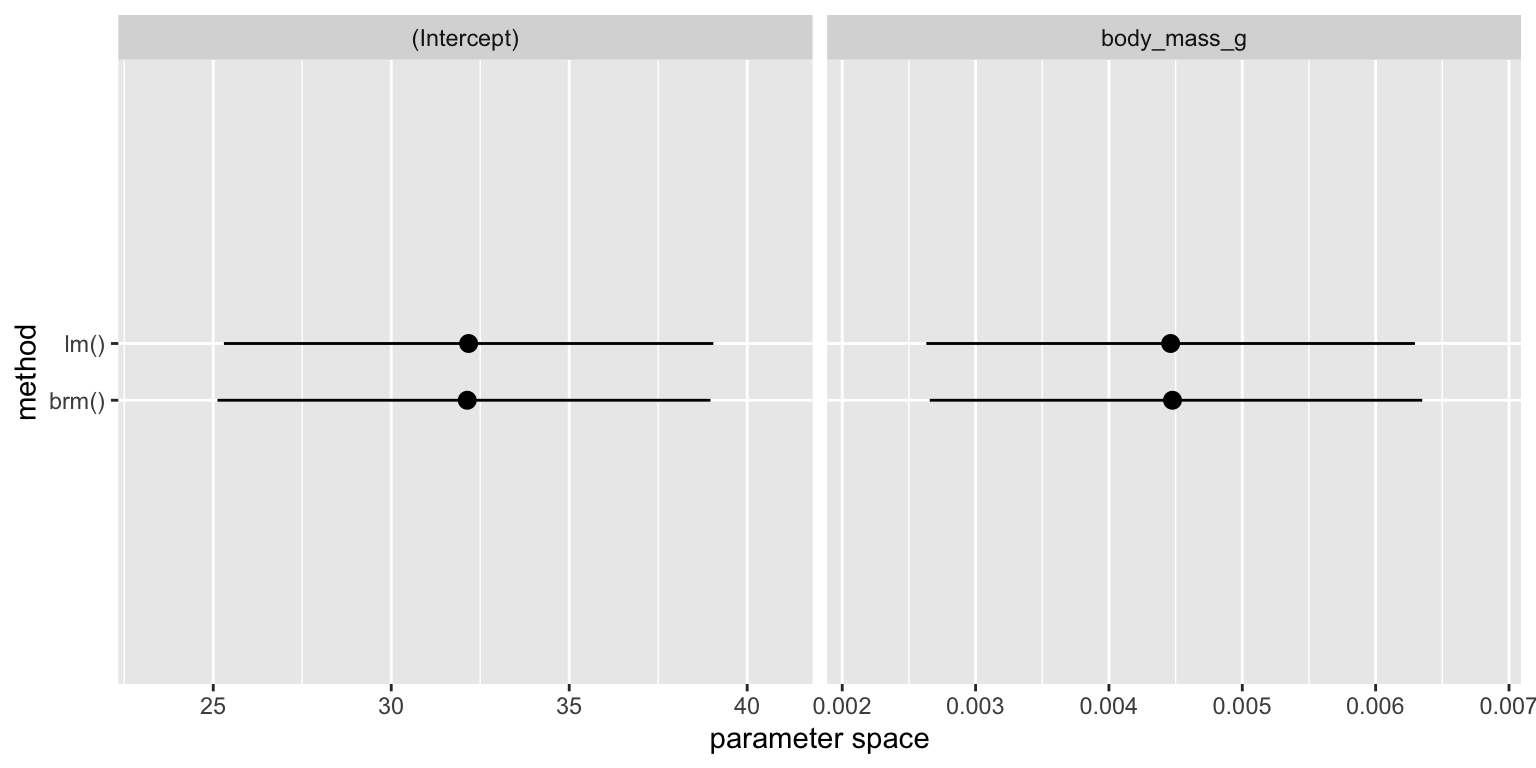 (Intercept)
body_mass_g
method
lm()
brm()
25
30
35
40
0.002
0.003
0.004
0.005
0.006
0.007
parameter space